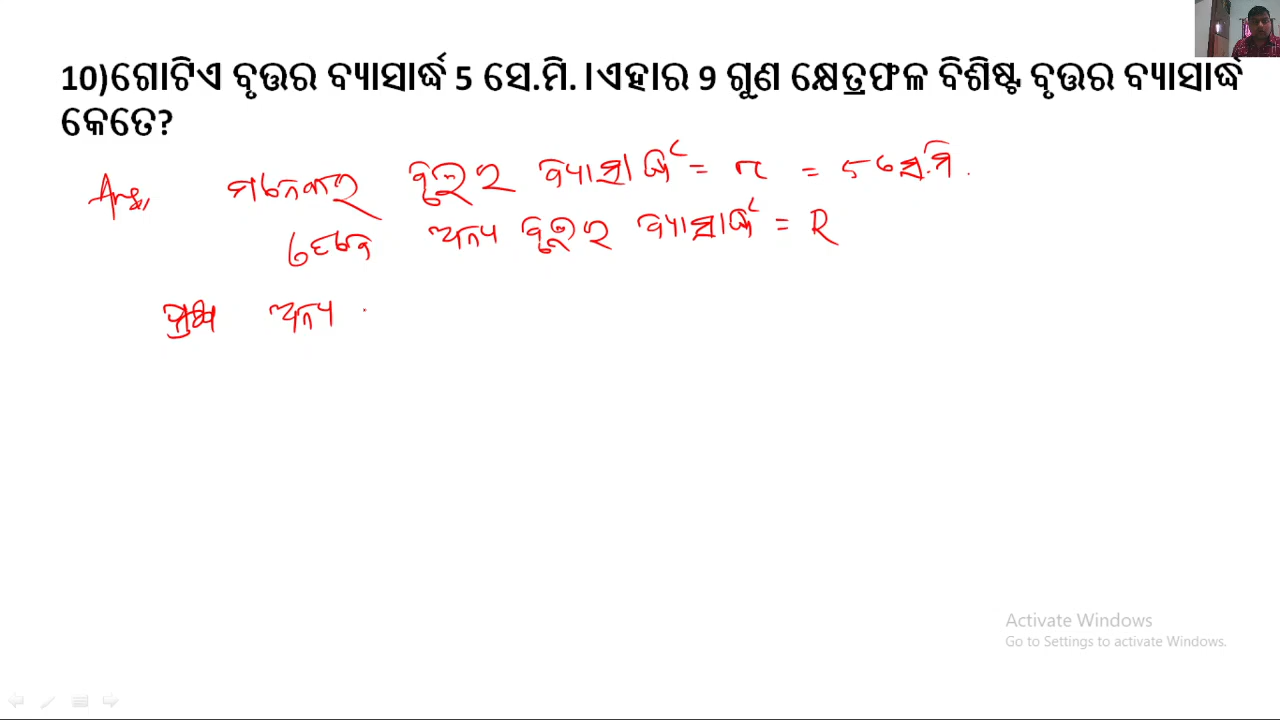 10)ଗୋଟିଏ ବୃତ୍ତର ବ୍ୟାସାର୍ଦ୍ଧ 5 ସେ.ମି. ।ଏହାର 9 ଗୁଣ କ୍ଷେତ୍ରଫଳ ବିଶିଷ୍ଟ ବୃତ୍ତର ବ୍ୟାସାର୍ଦ୍ଧ
କେତେ?
Ans, ମନେକର ବୃତ୍ତର ବ୍ୟାସାର୍ଦ୍ଧ = r = 5 ସେ.ମି.
ଅନ୍ୟ ବୃତ୍ତର ବ୍ୟାସାର୍ଦ୍ଧ = R
ଅନ୍ୟ
Activate Windows
Go to Settings to activate Windows.